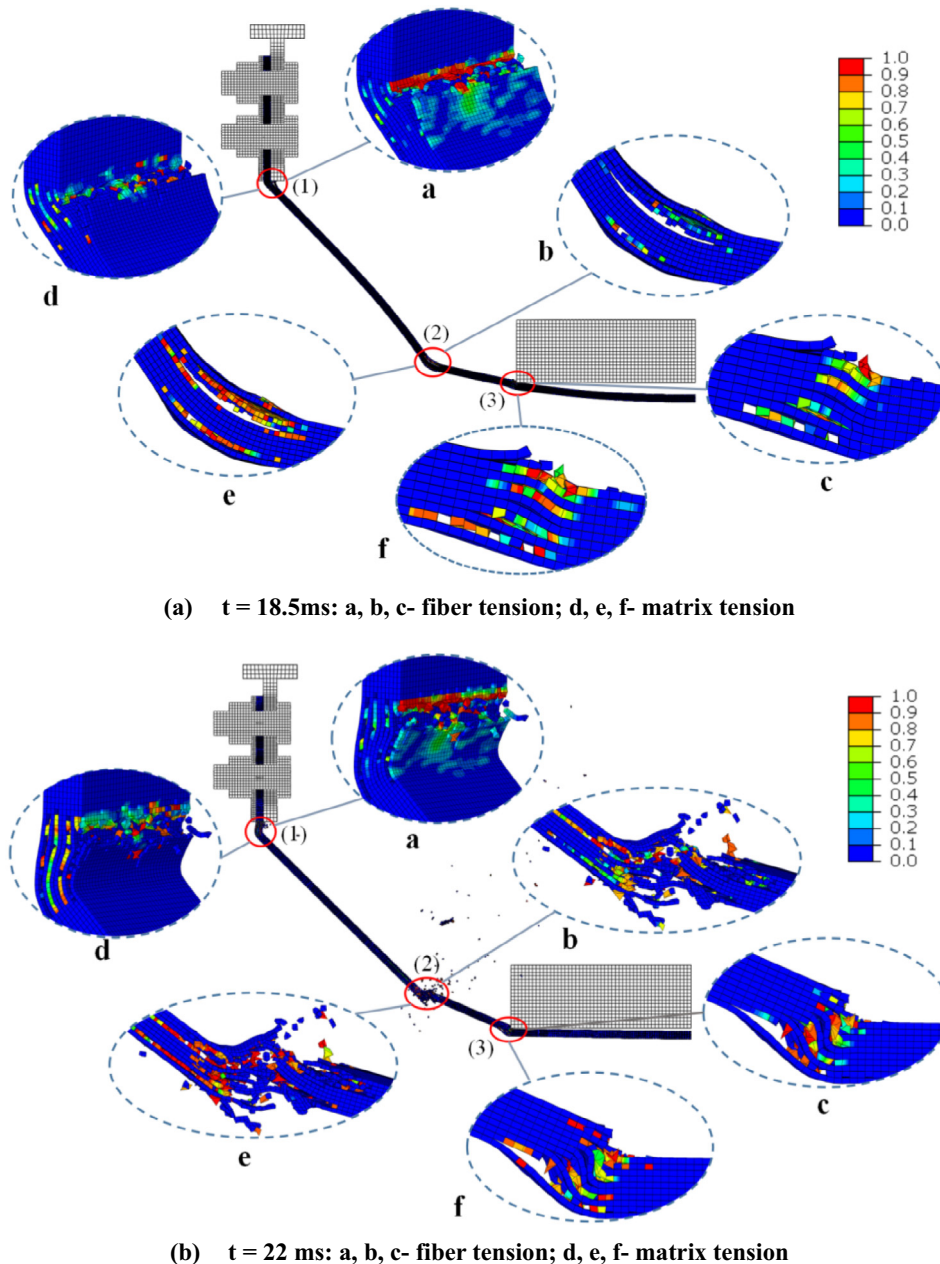 1.0
0.9
0.8
0.7
0.6
0.5
0.4
0.3
0.2
0.1
0.0
(1)
a
d
b
(2)
(3)
c
e
f
(a) t = 18.5ms: a, b, c- fiber tension; d, e, f- matrix tension
1.0
0.9
0.8
0.7
0.6
0.5
0.4
0.3
0.2
0.1
0.0
(1)
a
d
b
(2)
(3)
c
e
f
(b) t = 22 ms: a, b, c- fiber tension; d, e, f- matrix tension